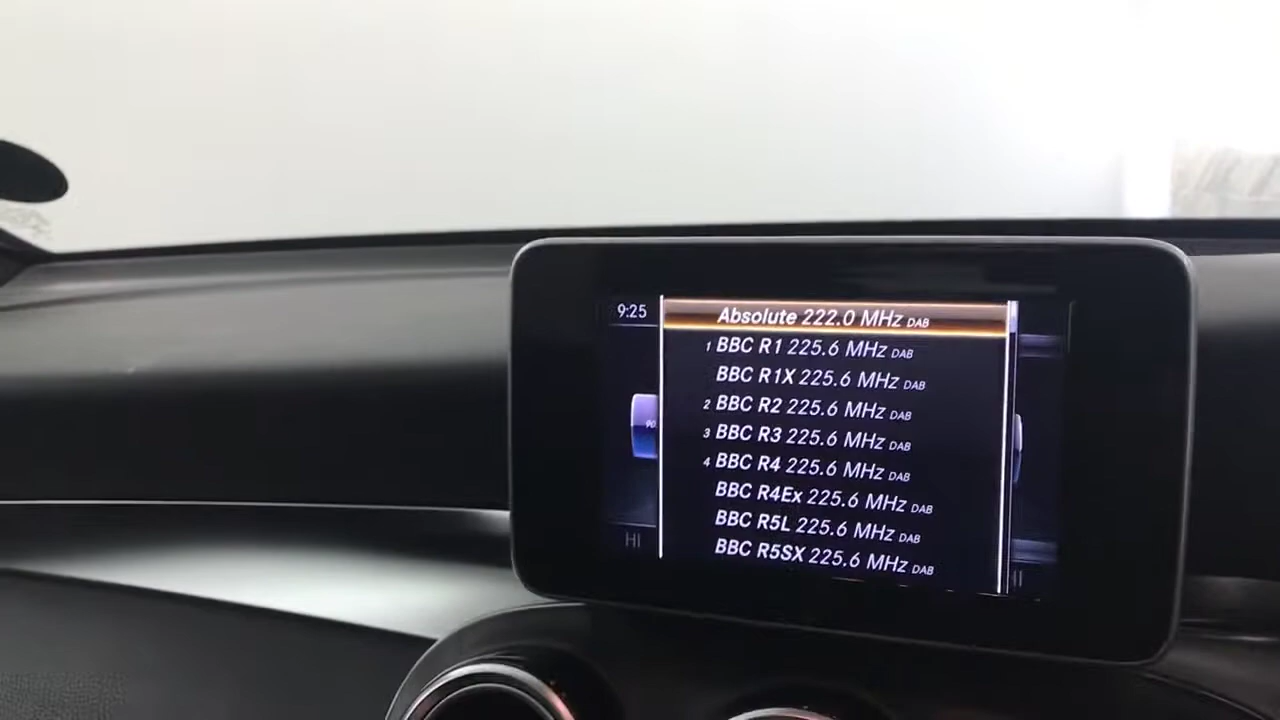 9:25
Absolute 222.0 MHz DAB
1 BBC R1 225.6 MHz DAB
BBC R1X 225.6 MHz DAB
2 BBC R2 225.6 MHz DAB
3 BBC R3 225.6 MHz DAB
4 BBC R4 225.6 MHz DAB
BBC R4Ex 225.6 MHz DAB
BBC R5L 225.6 MHz DAB
BBC R5SX 225.6 MHz DAB
90
HI